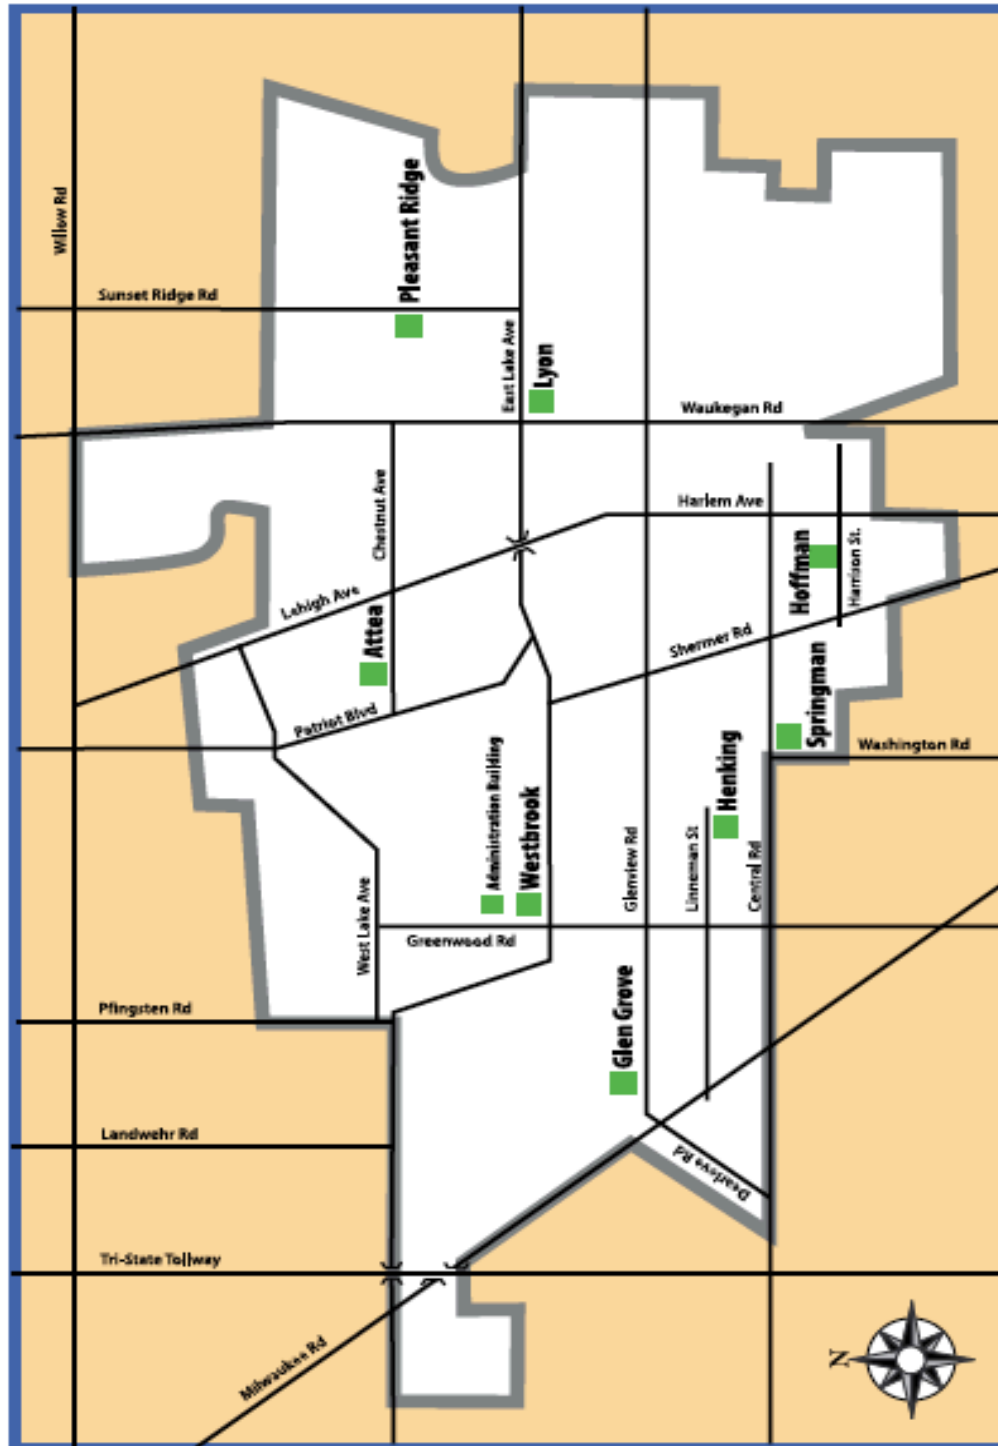 Willow Rd
Sunset Ridge Rd
Pleasant Ridge
East Lake Ave
Lyon
Waukegan Rd
Chestnut Ave
Harlem Ave
Lehigh Ave
Hoffman
Harrison St.
Attea
Shermer Rd
Patriot Blvd
Springman
Washington Rd
Administration Building
Westbrook
Henking
Glenview Rd
Linneman St
Central Rd
West Lake Ave
Greenwood Rd
Pfingsten Rd
Glen Grove
Landwehr Rd
Dearlove Rd
Tri-State Tollway
Milwaukee Rd
N